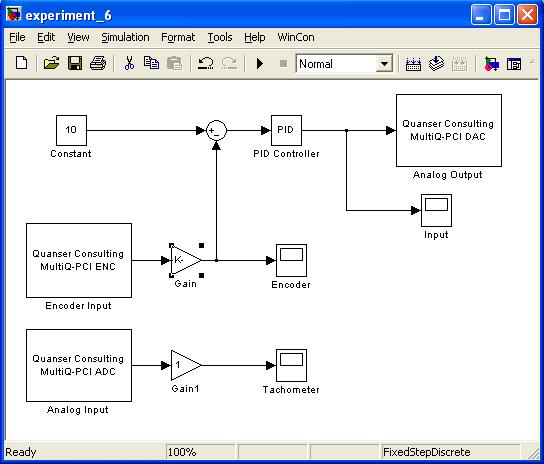 experiment_6
File Edit View Simulation Format Tools Help WinCon
Normal
10
Constant
+
-
PID
PID Controller
Quanser Consulting
MultiQ-PCI DAC
Analog Output
Input
Quanser Consulting
MultiQ-PCI ENC
Encoder Input
K-
Gain
Encoder
Quanser Consulting
MultiQ-PCI ADC
Analog Input
1
Gain1
Tachometer
Ready
100%
FixedStepDiscrete